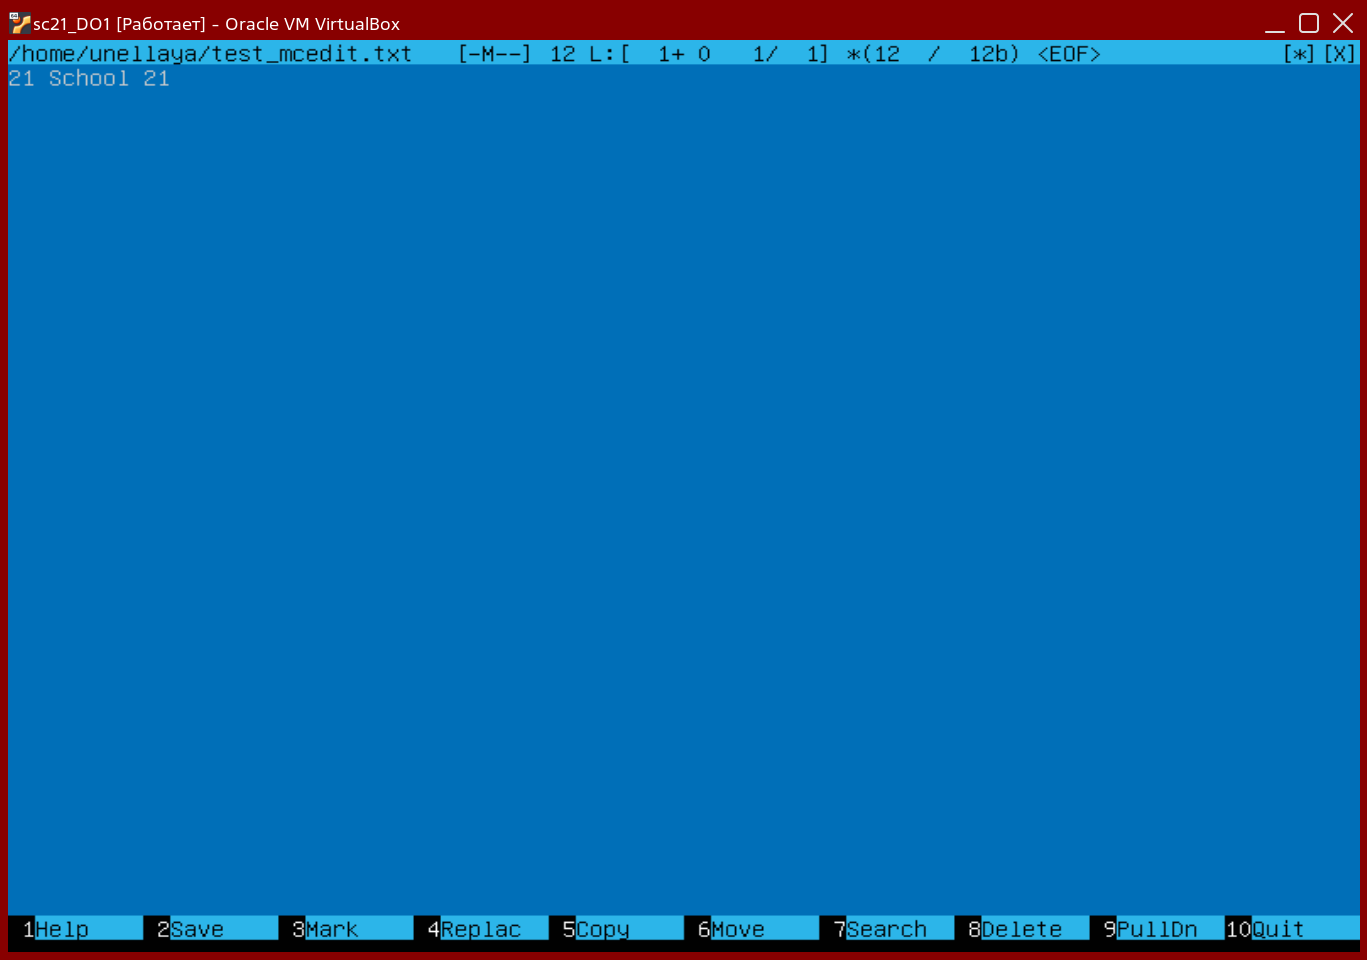 sc21_DO1 [Работает] - Oracle VM VirtualBox
/home/unellaya/test_mcedit.txt [-M--] 12 L:[ 1+ 0 1/ 1] *(12 / 12b) <EOF> [*][X]
21 School 21
1Help 2Save 3Mark 4Replac 5Copy 6Move 7Search 8Delete 9PullDn 10Quit